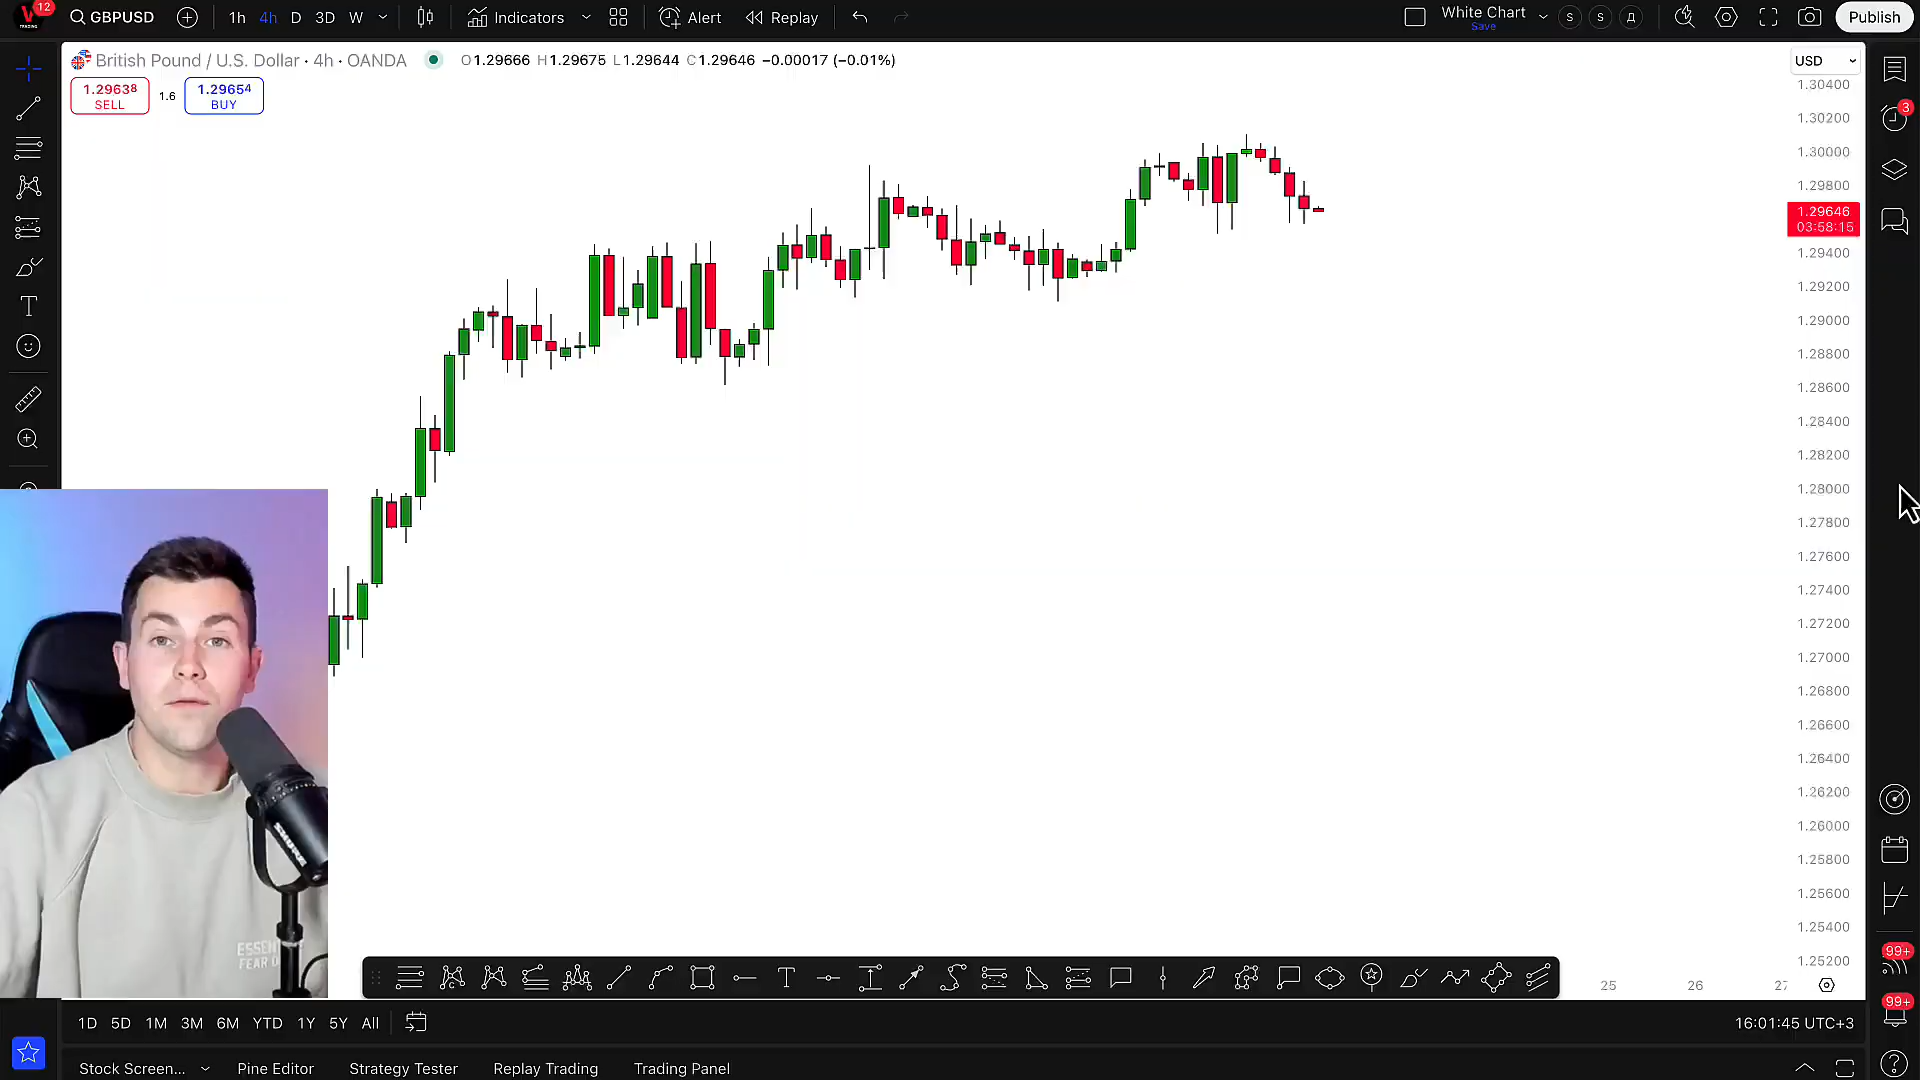 12
GBPUSD
1h
4h
D
3D
W
Indicators
Alert
Replay
White Chart
Save
S
S
Д
Publish
British Pound / U.S. Dollar · 4h · OANDA
O1.29666 H1.29675 L1.29644 C1.29646 −0.00017 (−0.01%)
USD
1.29638
SELL
1.6
1.29654
BUY
3
1.30400
1.30200
1.30000
1.29800
1.29646
03:58:15
1.29400
1.29200
1.29000
1.28800
1.28600
1.28400
1.28200
1.28000
1.27800
1.27600
1.27400
1.27200
1.27000
1.26800
1.26600
1.26400
1.26200
1.26000
1.25800
1.25600
1.25400
1.25200
SHURE
FEAR
99+
25
26
27
99+
1D
5D
1M
3M
6M
YTD
1Y
5Y
All
16:01:45 UTC+3
Stock Screen...
Pine Editor
Strategy Tester
Replay Trading
Trading Panel